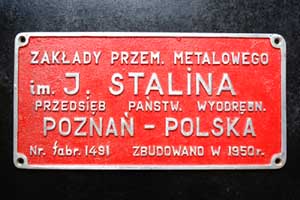 ZAKŁADY PRZEM. METALOWEGO
im. J. STALINA
PRZEDSIĘB PAŃSTW. WYODRĘBN.
POZNAŃ - POLSKA
Nr. fabr. 1491 ZBUDOWANO W 1950 r.